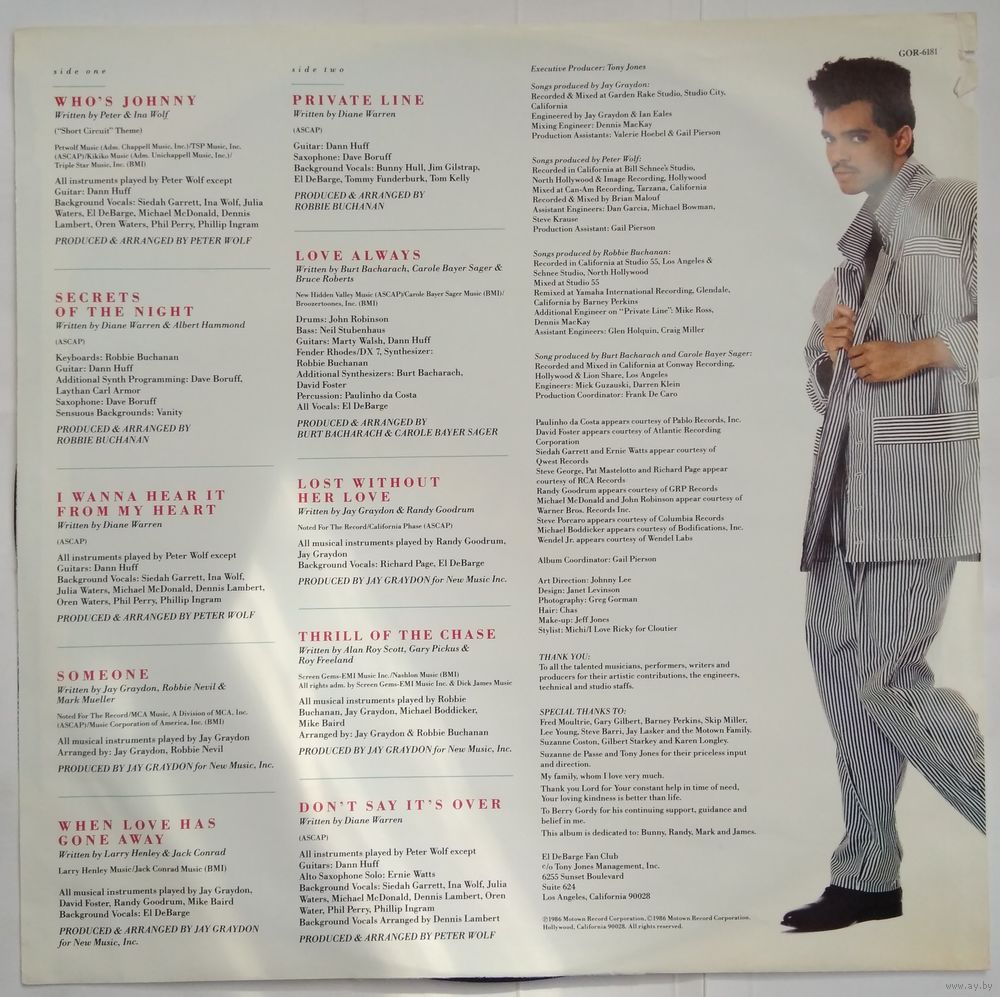 GOR-6181
side one
WHO'S JOHNNY
Written by Peter & Ina Wolf
("Short Circuit" Theme)
Petwolf Music (Adm. Chappell Music, Inc.)/TSP Music, Inc.
(ASCAP)/Kikiko Music (Adm. Unichappell Music, Inc.)/
Triple Star Music, Inc. (BMI)
All instruments played by Peter Wolf except
Guitar: Dann Huff
Background Vocals: Siedah Garrett, Ina Wolf, Julia
Waters, El DeBarge, Michael McDonald, Dennis
Lambert, Oren Waters, Phil Perry, Phillip Ingram
PRODUCED & ARRANGED BY PETER WOLF
SECRETS
OF THE NIGHT
Written by Diane Warren & Albert Hammond
(ASCAP)
Keyboards: Robbie Buchanan
Guitar: Dann Huff
Additional Synth Programming: Dave Boruff,
Laythan Carl Armor
Saxophone: Dave Boruff
Sensuous Backgrounds: Vanity
PRODUCED & ARRANGED BY
ROBBIE BUCHANAN
I WANNA HEAR IT
FROM MY HEART
Written by Diane Warren
(ASCAP)
All instruments played by Peter Wolf except
Guitars: Dann Huff
Background Vocals: Siedah Garrett, Ina Wolf,
Julia Waters, Michael McDonald, Dennis Lambert,
Oren Waters, Phil Perry, Phillip Ingram
PRODUCED & ARRANGED BY PETER WOLF
SOMEONE
Written by Jay Graydon, Robbie Nevil &
Mark Mueller
Noted For The Record/MCA Music, A Division of MCA, Inc.
(ASCAP)/Music Corporation of America, Inc. (BMI)
All musical instruments played by Jay Graydon
Arranged by: Jay Graydon, Robbie Nevil
PRODUCED BY JAY GRAYDON for New Music, Inc.
WHEN LOVE HAS
GONE AWAY
Written by Larry Henley & Jack Conrad
Larry Henley Music/Jack Conrad Music (BMI)
All musical instruments played by Jay Graydon,
David Foster, Randy Goodrum, Mike Baird
Background Vocals: El DeBarge
PRODUCED & ARRANGED BY JAY GRAYDON
for New Music, Inc.
side two
PRIVATE LINE
Written by Diane Warren
(ASCAP)
Guitar: Dann Huff
Saxophone: Dave Boruff
Background Vocals: Bunny Hull, Jim Gilstrap,
El DeBarge, Tommy Funderburk, Tom Kelly
PRODUCED & ARRANGED BY
ROBBIE BUCHANAN
LOVE ALWAYS
Written by Burt Bacharach, Carole Bayer Sager &
Bruce Roberts
New Hidden Valley Music (ASCAP)/Carole Bayer Sager Music (BMI)/
Broozertoones, Inc. (BMI)
Drums: John Robinson
Bass: Neil Stubenhaus
Guitars: Marty Walsh, Dann Huff
Fender Rhodes/DX 7, Synthesizer:
Robbie Buchanan
Additional Synthesizers: Burt Bacharach,
David Foster
Percussion: Paulinho da Costa
All Vocals: El DeBarge
PRODUCED & ARRANGED BY
BURT BACHARACH & CAROLE BAYER SAGER
LOST WITHOUT
HER LOVE
Written by Jay Graydon & Randy Goodrum
Noted For The Record/California Phase (ASCAP)
All musical instruments played by Randy Goodrum,
Jay Graydon
Background Vocals: Richard Page, El DeBarge
PRODUCED BY JAY GRAYDON for New Music Inc.
THRILL OF THE CHASE
Written by Alan Roy Scott, Gary Pickus &
Roy Freeland
Screen Gems-EMI Music Inc./Nashlon Music (BMI)
All rights adm. by Screen Gems-EMI Music Inc. & Dick James Music
All musical instruments played by Robbie
Buchanan, Jay Graydon, Michael Boddicker,
Mike Baird
Arranged by: Jay Graydon & Robbie Buchanan
PRODUCED BY JAY GRAYDON for New Music, Inc.
DON'T SAY IT'S OVER
Written by Diane Warren
(ASCAP)
All instruments played by Peter Wolf except
Guitars: Dann Huff
Alto Saxophone Solo: Ernie Watts
Background Vocals: Siedah Garrett, Ina Wolf, Julia
Waters, Michael McDonald, Dennis Lambert, Oren
Water, Phil Perry, Phillip Ingram
Background Vocals Arranged by Dennis Lambert
PRODUCED & ARRANGED BY PETER WOLF
Executive Producer: Tony Jones
Songs produced by Jay Graydon:
Recorded & Mixed at Garden Rake Studio, Studio City,
California
Engineered by Jay Graydon & Ian Eales
Mixing Engineer: Dennis MacKay
Production Assistants: Valerie Hoebel & Gail Pierson
Songs produced by Peter Wolf:
Recorded in California at Bill Schnee's Studio,
North Hollywood & Image Recording, Hollywood
Mixed at Can-Am Recording, Tarzana, California
Recorded & Mixed by Brian Malouf
Assistant Engineers: Dan Garcia, Michael Bowman,
Steve Krause
Production Assistant: Gail Pierson
Songs produced by Robbie Buchanan:
Recorded in California at Studio 55, Los Angeles &
Schnee Studio, North Hollywood
Mixed at Studio 55
Remixed at Yamaha International Recording, Glendale,
California by Barney Perkins
Additional Engineer on "Private Line": Mike Ross,
Dennis MacKay
Assistant Engineers: Glen Holquin, Craig Miller
Song produced by Burt Bacharach and Carole Bayer Sager:
Recorded and Mixed in California at Conway Recording,
Hollywood & Lion Share, Los Angeles
Engineers: Mick Guzauski, Darren Klein
Production Coordinator: Frank De Caro
Paulinho da Costa appears courtesy of Pablo Records, Inc.
David Foster appears courtesy of Atlantic Recording
Corporation
Siedah Garrett and Ernie Watts appear courtesy of
Qwest Records
Steve George, Pat Mastelotto and Richard Page appear
courtesy of RCA Records
Randy Goodrum appears courtesy of GRP Records
Michael McDonald and John Robinson appear courtesy of
Warner Bros. Records Inc.
Steve Porcaro appears courtesy of Columbia Records
Michael Boddicker appears courtesy of Bodifications, Inc.
Wendel Jr. appears courtesy of Wendel Labs
Album Coordinator: Gail Pierson
Art Direction: Johnny Lee
Design: Janet Levinson
Photography: Greg Gorman
Hair: Chas
Make-up: Jeff Jones
Stylist: Michi/I Love Ricky for Cloutier
THANK YOU:
To all the talented musicians, performers, writers and
producers for their artistic contributions, the engineers,
technical and studio staffs.
SPECIAL THANKS TO:
Fred Moultrie, Gary Gilbert, Barney Perkins, Skip Miller,
Lee Young, Steve Barri, Jay Lasker and the Motown Family.
Suzanne Coston, Gilbert Starkey and Karen Longley.
Suzanne de Passe and Tony Jones for their priceless input
and direction.
My family, whom I love very much.
Thank you Lord for Your constant help in time of need,
Your loving kindness is better than life.
To Berry Gordy for his continuing support, guidance and
belief in me.
This album is dedicated to: Bunny, Randy, Mark and James.
El DeBarge Fan Club
c/o Tony Jones Management, Inc.
6255 Sunset Boulevard
Suite 624
Los Angeles, California 90028
℗1986 Motown Record Corporation, ©1986 Motown Record Corporation,
Hollywood, California 90028. All rights reserved.
www.ay.by